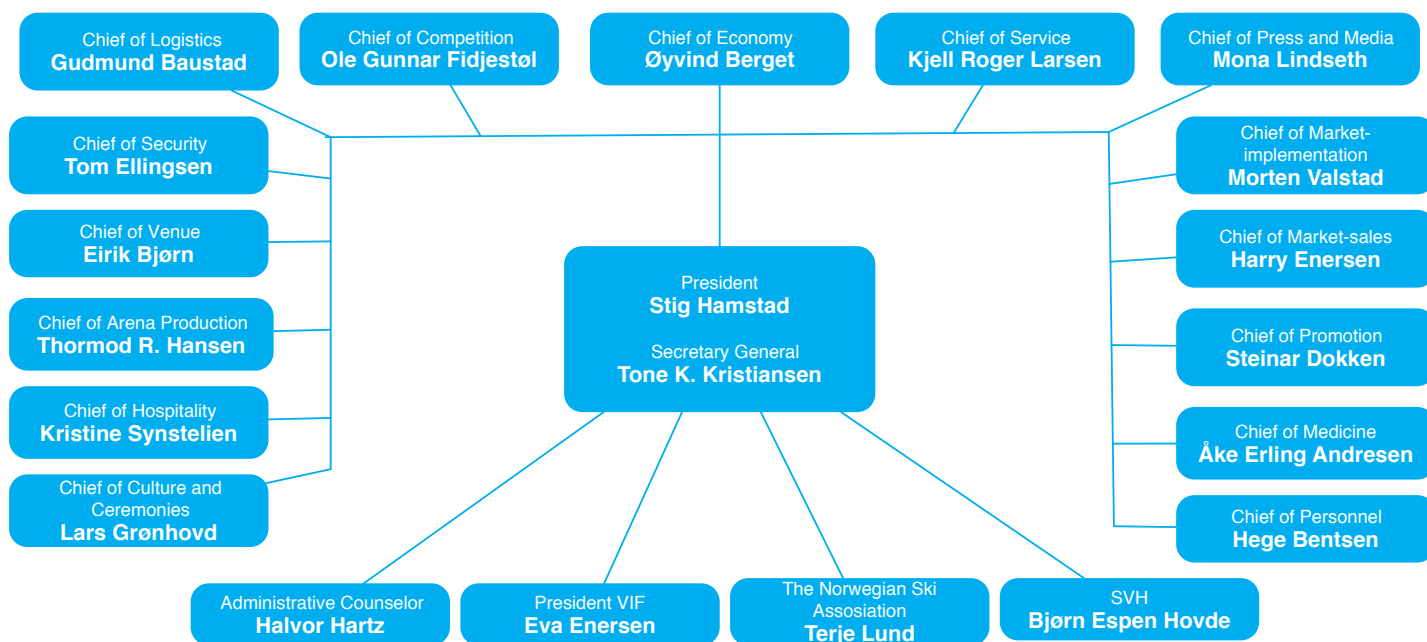 Chief of Logistics
Gudmund Baustad
Chief of Competition
Ole Gunnar Fidjestøl
Chief of Economy
Øyvind Berget
Chief of Service
Kjell Roger Larsen
Chief of Press and Media
Mona Lindseth
Chief of Security
Tom Ellingsen
Chief of Venue
Eirik Bjørn
Chief of Arena Production
Thormod R. Hansen
Chief of Hospitality
Kristine Synstelien
Chief of Culture and
Ceremonies
Lars Grønhovd
President
Stig Hamstad
Secretary General
Tone K. Kristiansen
Chief of Market-
implementation
Morten Valstad
Chief of Market-sales
Harry Enersen
Chief of Promotion
Steinar Dokken
Chief of Medicine
Åke Erling Andresen
Chief of Personnel
Hege Bentsen
Administrative Counselor
Halvor Hartz
President VIF
Eva Enersen
The Norwegian Ski
Assosiation
Terje Lund
SVH
Bjørn Espen Hovde